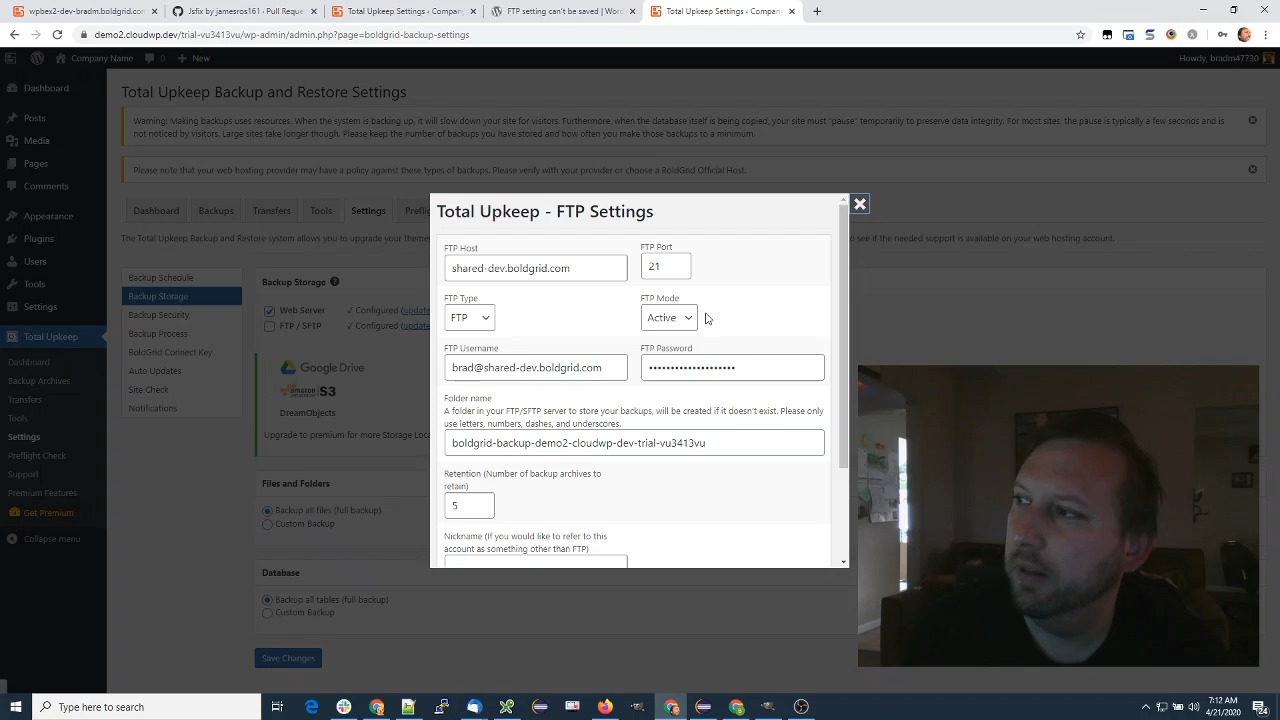 wpbex2-dev-bradm.boldgrid.com
Jsfix by jamesros161 · Pull Reque
Total Upkeep Settings ‹ Company
FTP setting can't be saved | Word
Total Upkeep Settings ‹ Company
demo2.cloudwp.dev/trial-vu3413vu/wp-admin/admin.php?page=boldgrid-backup-settings
Company Name
0
New
Howdy, bradm47730
Dashboard
Posts
Media
Pages
Comments
Appearance
Plugins
Users
Tools
Settings
Total Upkeep
Dashboard
Backup Archives
Transfers
Tools
Settings
Preflight Check
Support
Premium Features
Get Premium
Collapse menu
Total Upkeep Backup and Restore Settings
Warning: Making backups uses resources. When the system is backing up, it will slow down your site for visitors. Furthermore, when the database itself is being copied, your site must "pause" temporarily to preserve data integrity. For most sites, the pause is typically a few seconds and is
not noticed by visitors. Large sites take longer though. Please keep the number of backups you have stored and how often you make those backups to a minimum.
Please note that your web hosting provider may have a policy against these types of backups. Please verify with your provider or choose a BoldGrid Official Host.
Dashboard
Backups
Transfers
Tools
Settings
Preflig
The Total Upkeep Backup and Restore system allows you to upgrade your theme
see if the needed support is available on your web hosting account.
Backup Schedule
Backup Storage
Backup Security
Backup Process
BoldGrid Connect Key
Auto Updates
Site Check
Notifications
Backup Storage
Web Server
✓ Configured (update
FTP / SFTP
✓ Configured (update
Google Drive
amazon S3
DreamObjects
Upgrade to premium for more Storage Loca
Files and Folders
Backup all files (full backup)
Custom Backup
Database
Backup all tables (full backup)
Custom Backup
Save Changes
Total Upkeep - FTP Settings
FTP Host
FTP Port
shared-dev.boldgrid.com
21
FTP Type
FTP Mode
FTP
Active
FTP Username
FTP Password
brad@shared-dev.boldgrid.com
••••••••••••••••••••
Folder name
A folder in your FTP/SFTP server to store your backups, will be created if it doesn't exist. Please only
use letters, numbers, dashes, and underscores.
boldgrid-backup-demo2-cloudwp-dev-trial-vu3413vu
Retention (Number of backup archives to
retain)
5
Nickname (If you would like to refer to this
account as something other than FTP)
Type here to search
7:12 AM
4/21/2020
24